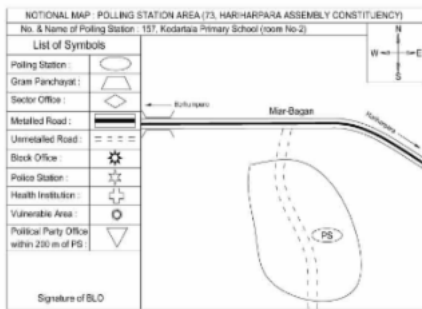 NOTIONAL MAP : POLLING STATION AREA (73, HARIHARPARA ASSEMBLY CONSTITUENCY)
No. & Name of Polling Station : 157, Kedartala Primary School (room No-2)
N
W
E
S
List of Symbols
Polling Station :
Gram Panchayat :
Sector Office :
Metalled Road :
Unmetalled Road :
Block Office :
Police Station :
Health Institution :
Vulnerable Area :
Political Party Office
within 200 m of PS :
Signature of BLO
Miar-Bagan
PS